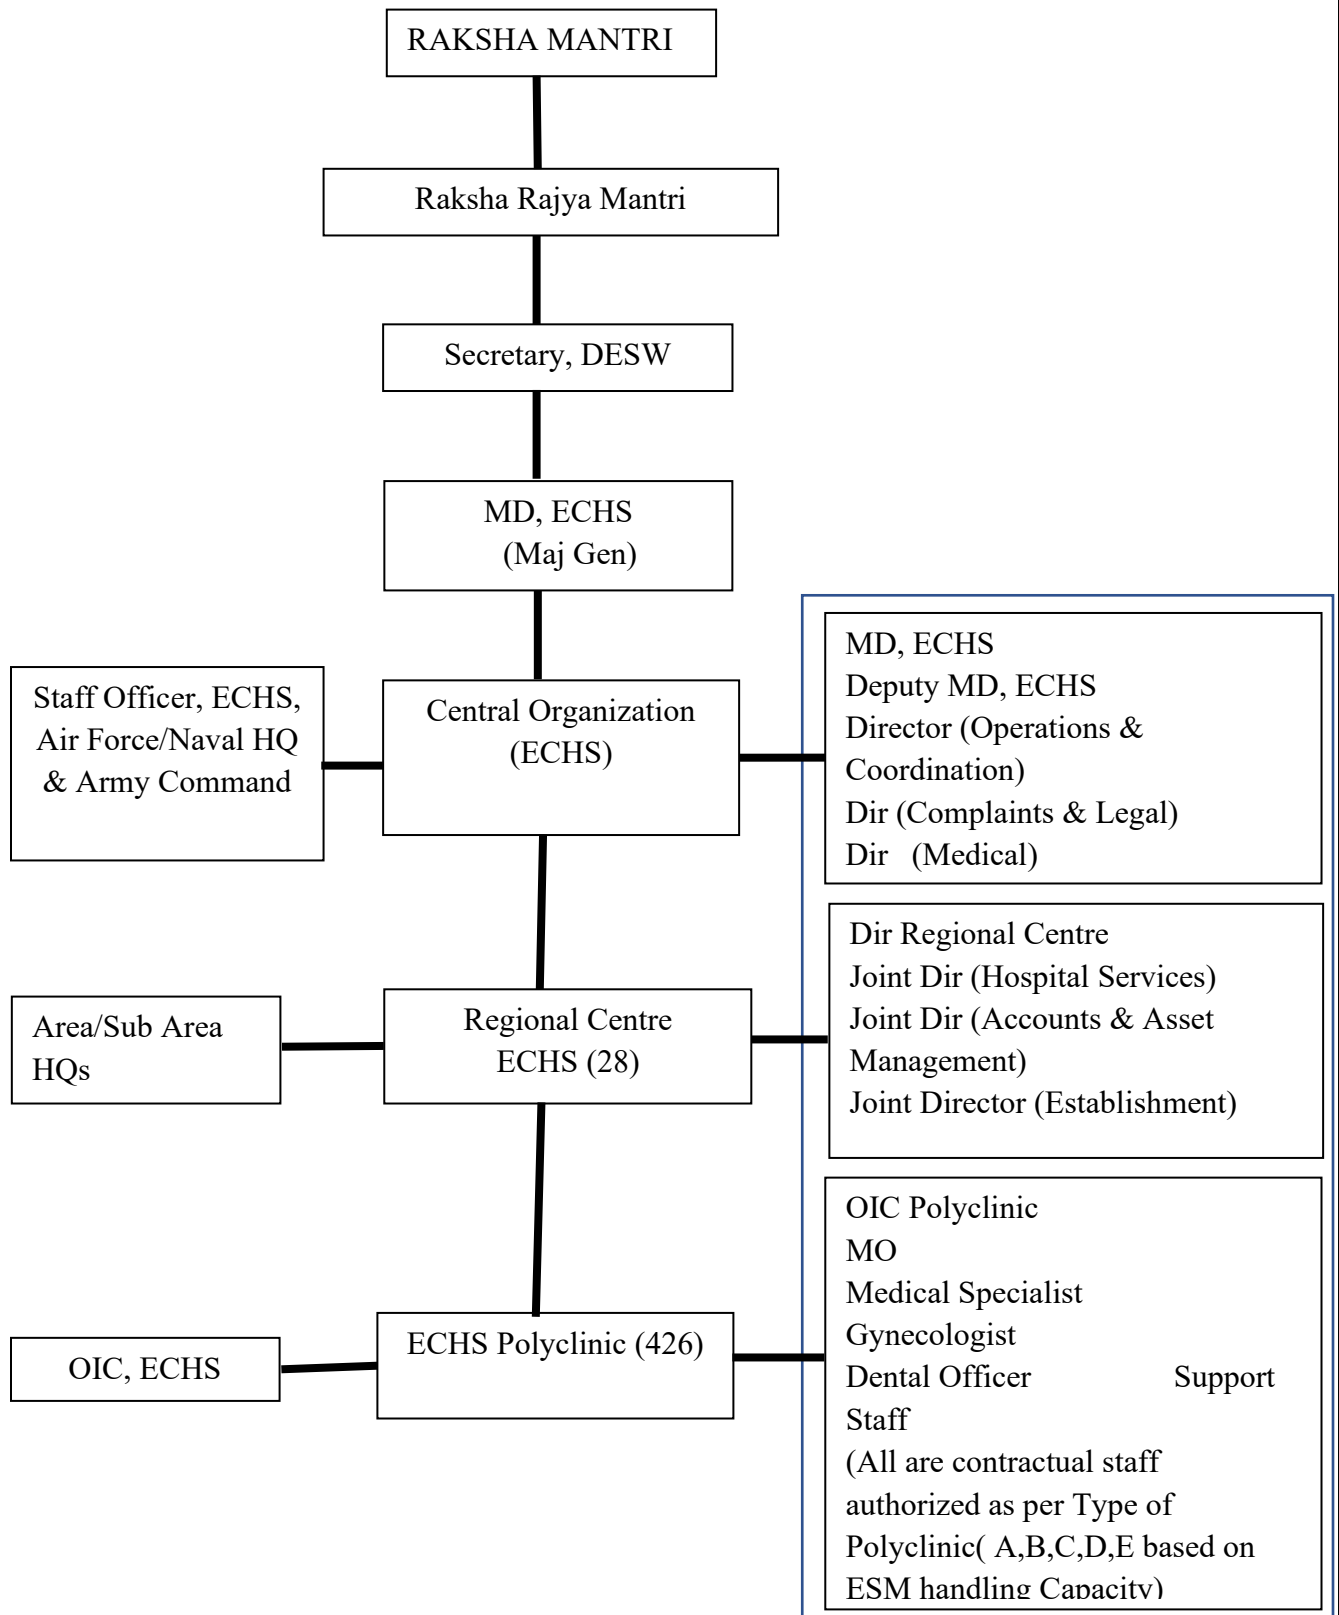 RAKSHA MANTRI
Raksha Rajya Mantri
Secretary, DESW
MD, ECHS
(Maj Gen)
Staff Officer, ECHS,
Air Force/Naval HQ
& Army Command
Central Organization
(ECHS)
MD, ECHS
Deputy MD, ECHS
Director (Operations &
Coordination)
Dir (Complaints & Legal)
Dir (Medical)
Area/Sub Area
HQs
Regional Centre
ECHS (28)
Dir Regional Centre
Joint Dir (Hospital Services)
Joint Dir (Accounts & Asset
Management)
Joint Director (Establishment)
OIC, ECHS
ECHS Polyclinic (426)
OIC Polyclinic
MO
Medical Specialist
Gynecologist
Dental Officer Support
Staff
(All are contractual staff
authorized as per Type of
Polyclinic( A,B,C,D,E based on
ESM handling Capacity)